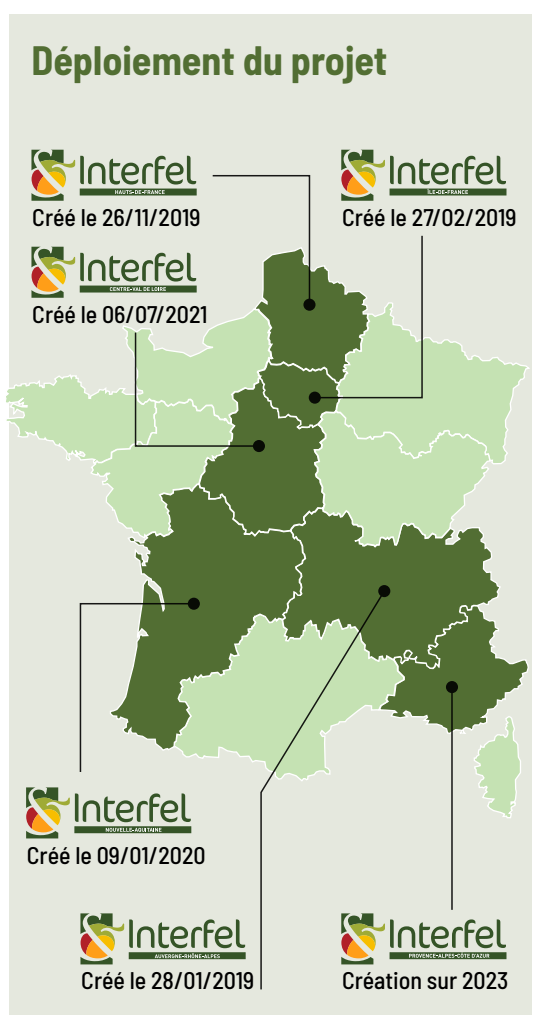 Déploiement du projet
Interfel
HAUTS-DE-FRANCE
Créé le 26/11/2019
Interfel
ÎLE-DE-FRANCE
Créé le 27/02/2019
Interfel
CENTRE-VAL DE LOIRE
Créé le 06/07/2021
Interfel
NOUVELLE-AQUITAINE
Créé le 09/01/2020
Interfel
AUVERGNE-RHÔNE-ALPES
Créé le 28/01/2019
Interfel
PROVENCE-ALPES-CÔTE D'AZUR
Création sur 2023